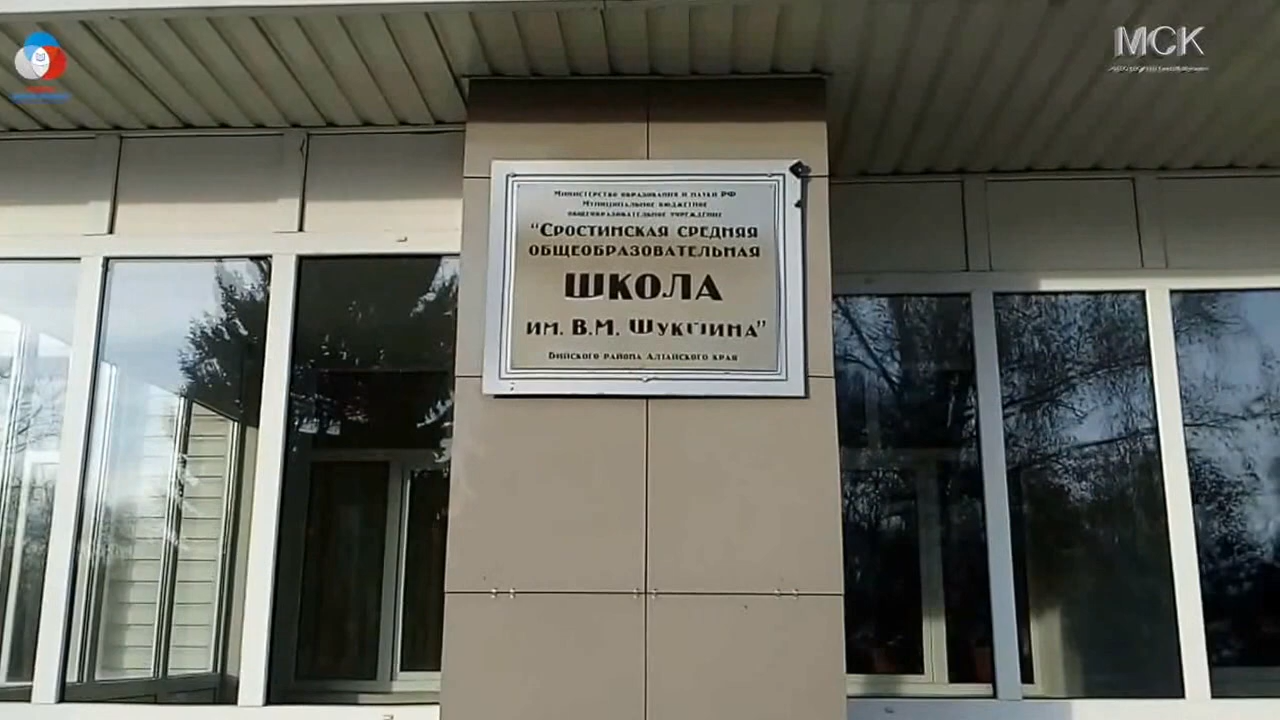 МСК
Министерство образования и науки РФ
Муниципальное бюджетное
общеобразовательное учреждение
"Сростинская средняя
общеобразовательная
ШКОЛА
им. В.М. Шукшина"
Бийского района Алтайского края